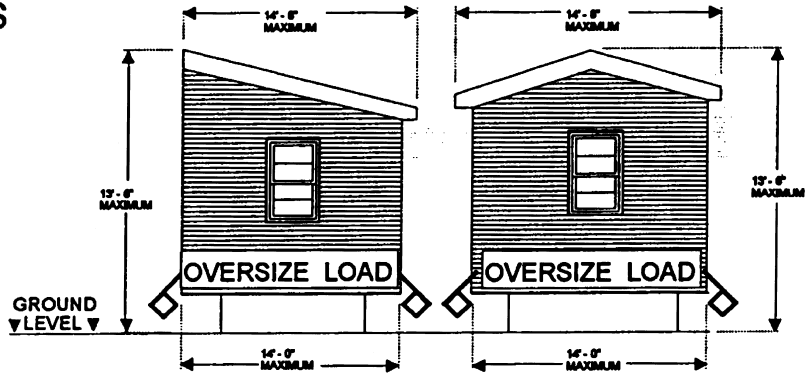 S
14' - 6"
MAXIMUM
14' - 6"
MAXIMUM
13' - 6"
MAXIMUM
13' - 6"
MAXIMUM
OVERSIZE LOAD
OVERSIZE LOAD
GROUND
LEVEL
14' - 0"
MAXIMUM
14' - 0"
MAXIMUM